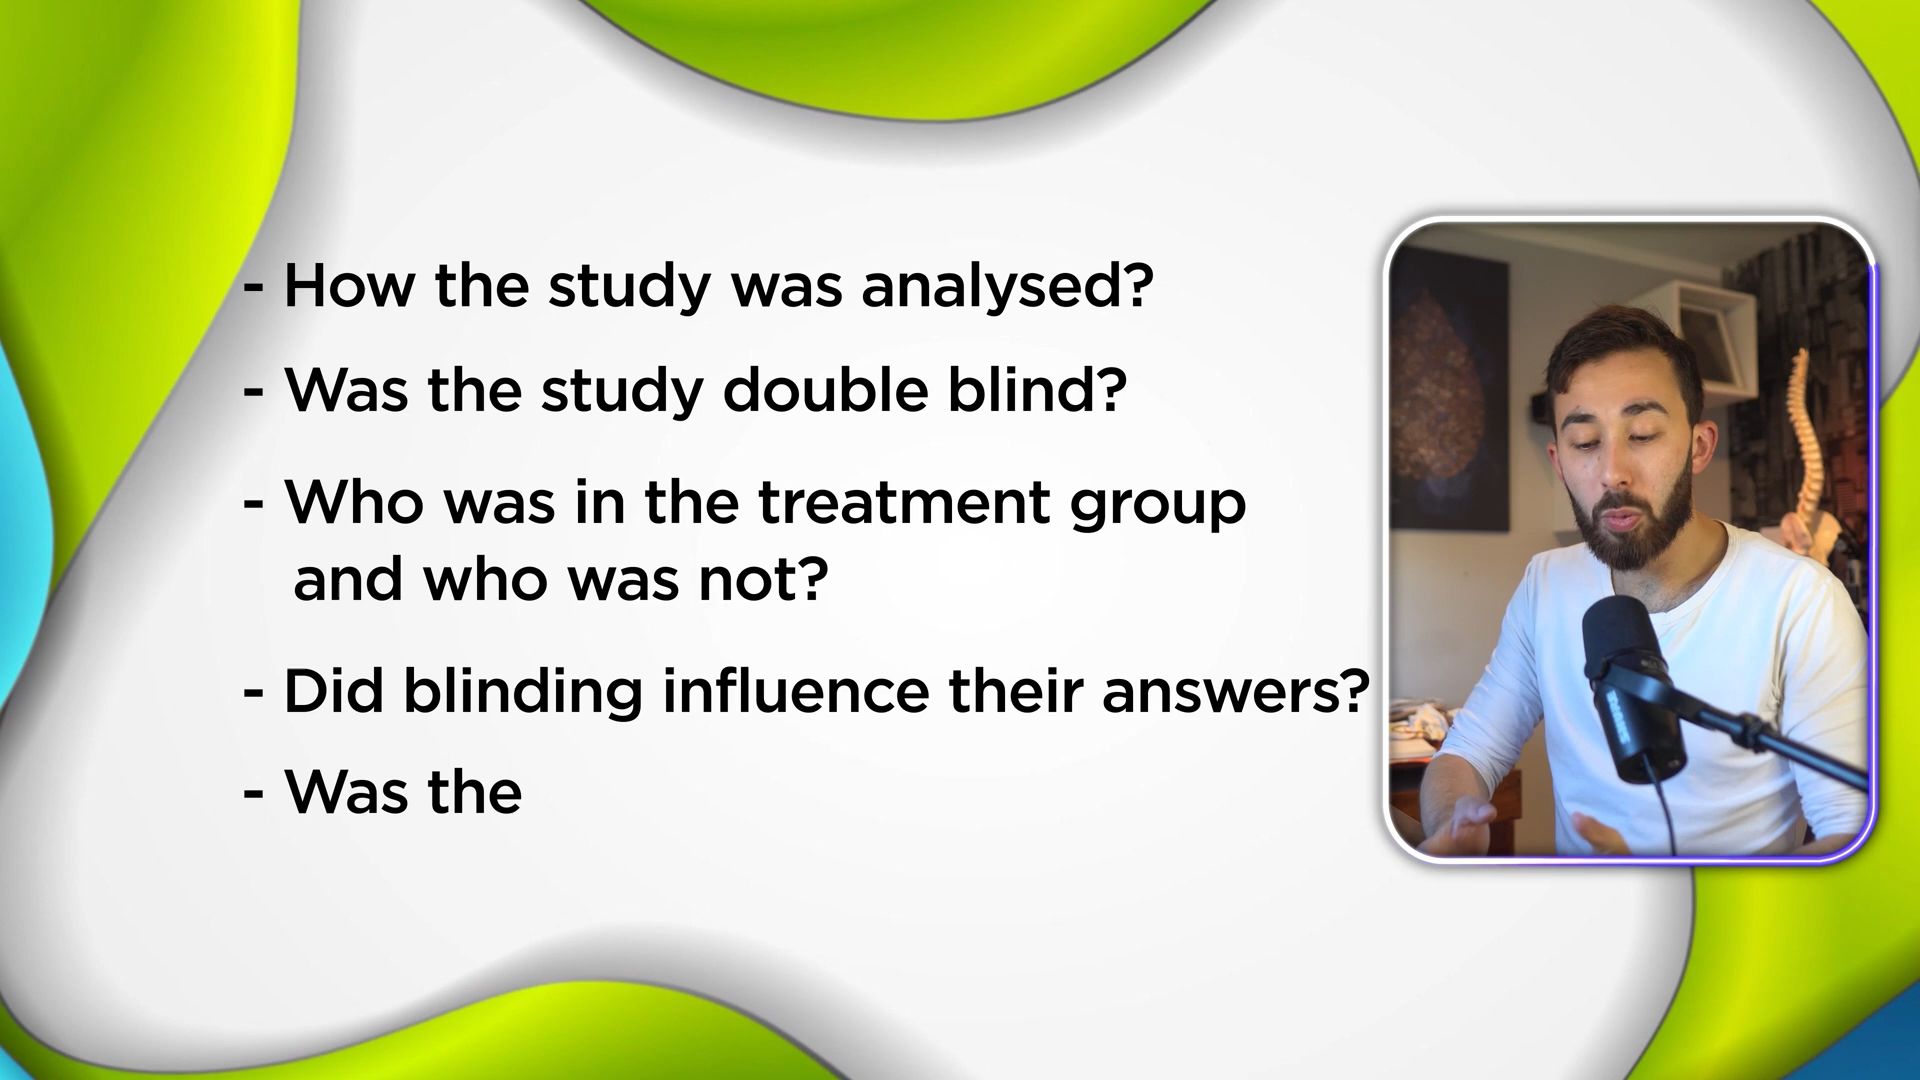 - How the study was analysed?
- Was the study double blind?
- Who was in the treatment group
and who was not?
- Did blinding influence their answers?
- Was the